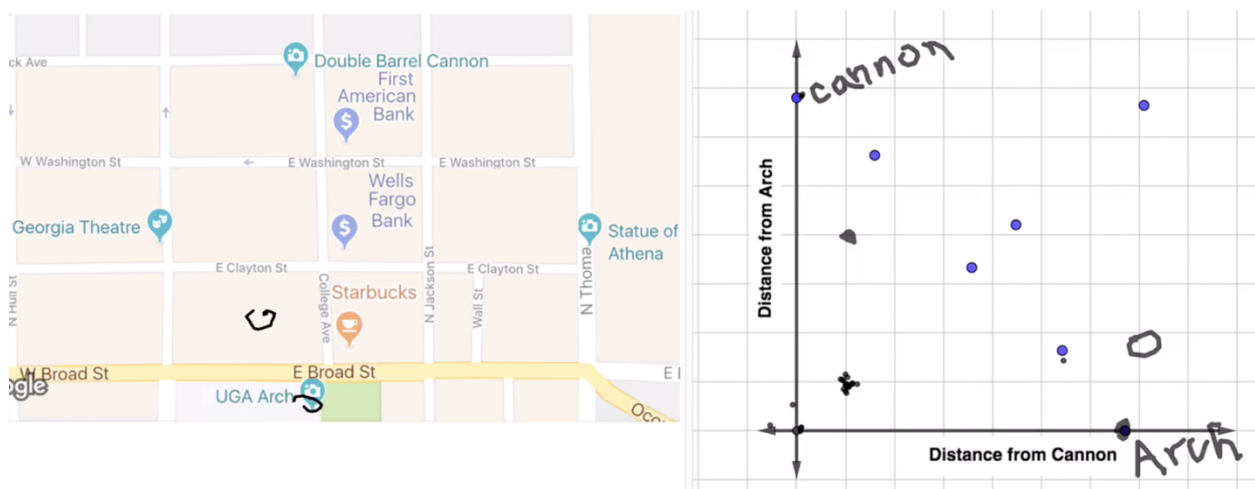 ck Ave
Double Barrel Cannon
First
American
Bank
W Washington St
E Washington St
E Washington St
Wells
Fargo
Bank
Georgia Theatre
Statue of
Athena
E Clayton St
E Clayton St
N Hull St
College Ave
N Jackson St
Wall St
N Thoma
Starbucks
W Broad St
E Broad St
E
ogle
UGA Arch
Oco
cannon
Distance from Arch
Distance from Cannon
Arch